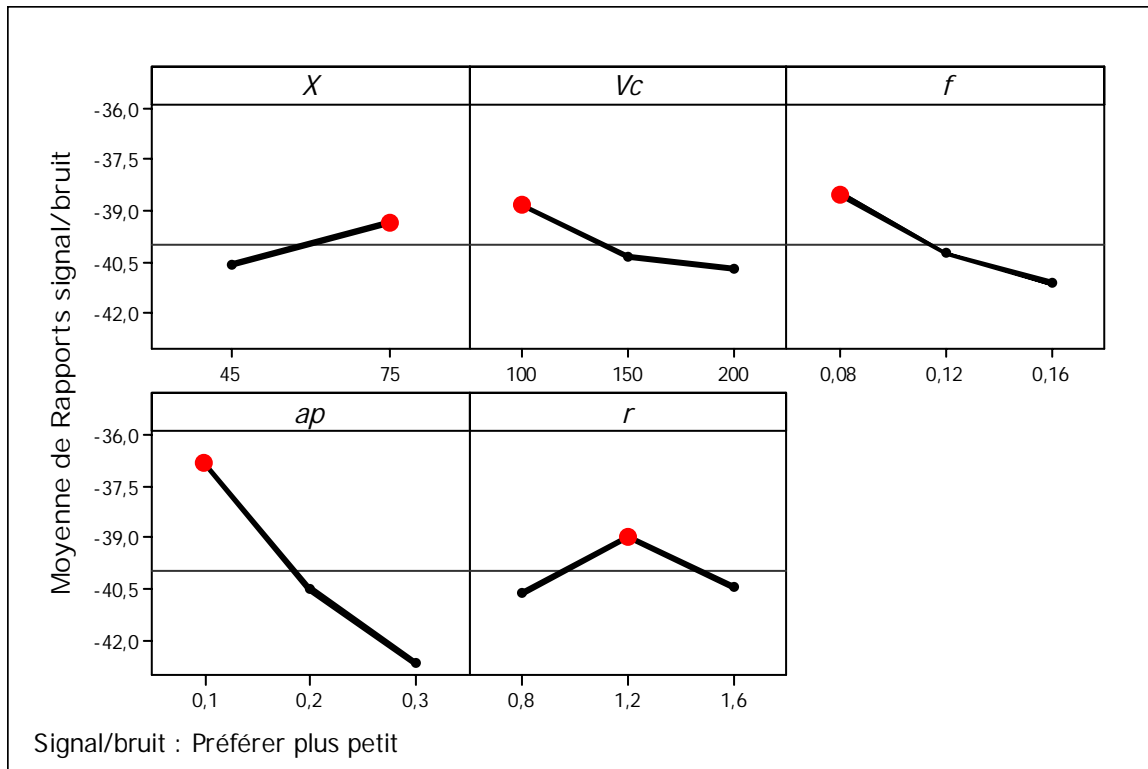 Moyenne de Rapports signal/bruit
X
Vc
f
-36,0
-37,5
-39,0
-40,5
-42,0
45 75
100 150 200
0,08 0,12 0,16
ap
r
-36,0
-37,5
-39,0
-40,5
-42,0
0,1 0,2 0,3
0,8 1,2 1,6
Signal/bruit : Préférer plus petit